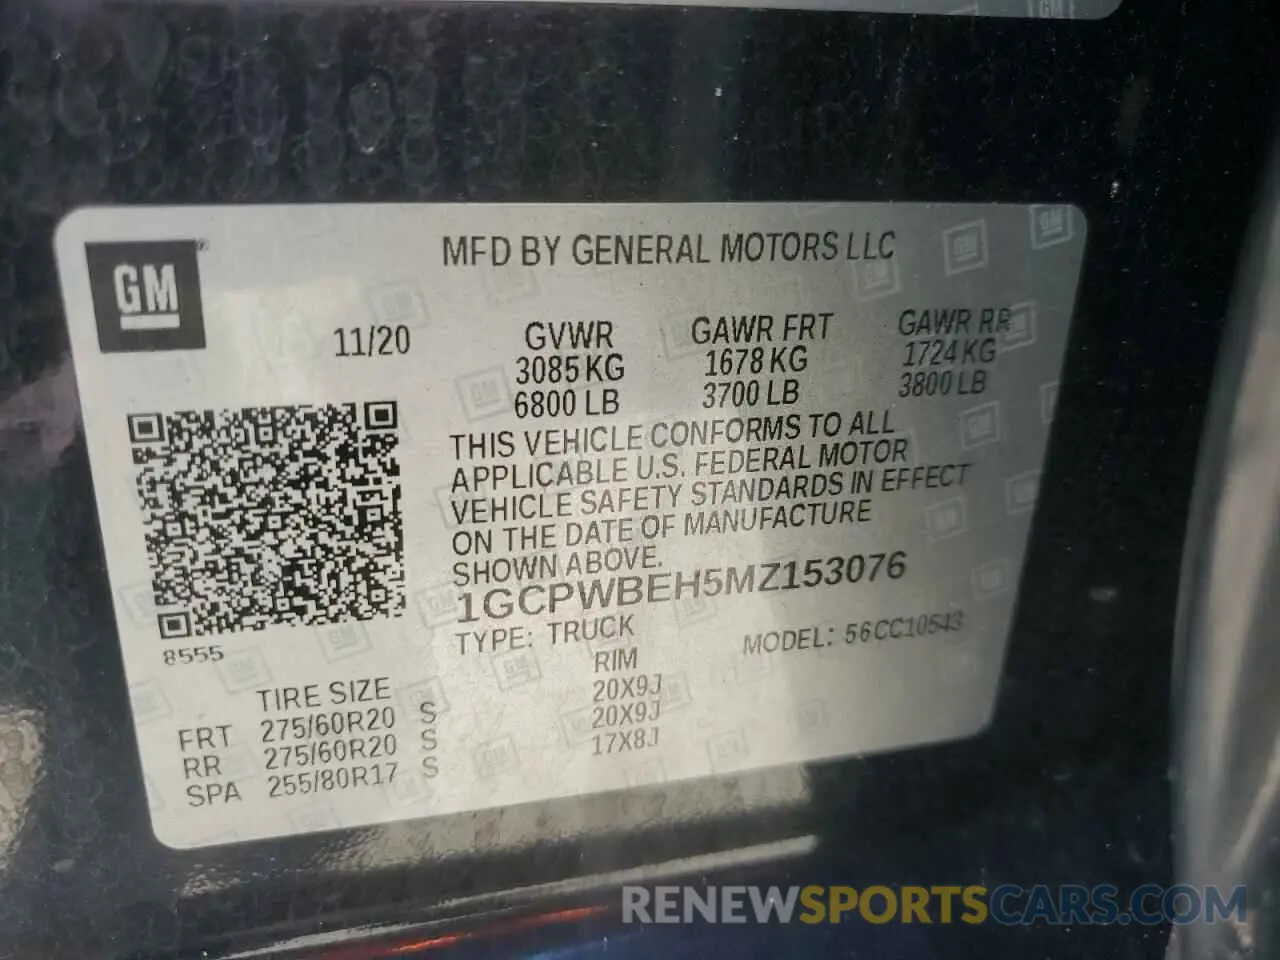 GM
MFD BY GENERAL MOTORS LLC
11/20
GVWR
3085 KG
6800 LB
GAWR FRT
1678 KG
3700 LB
GAWR RR
1724 KG
3800 LB
THIS VEHICLE CONFORMS TO ALL
APPLICABLE U.S. FEDERAL MOTOR
VEHICLE SAFETY STANDARDS IN EFFECT
ON THE DATE OF MANUFACTURE
SHOWN ABOVE.
1GCPWBEH5MZ153076
TYPE: TRUCK
MODEL: 56CC10543
8555
TIRE SIZE
RIM
FRT 275/60R20 S 20X9J
RR 275/60R20 S 20X9J
SPA 255/80R17 S 17X8J
RENEWSPORTSCARS.COM